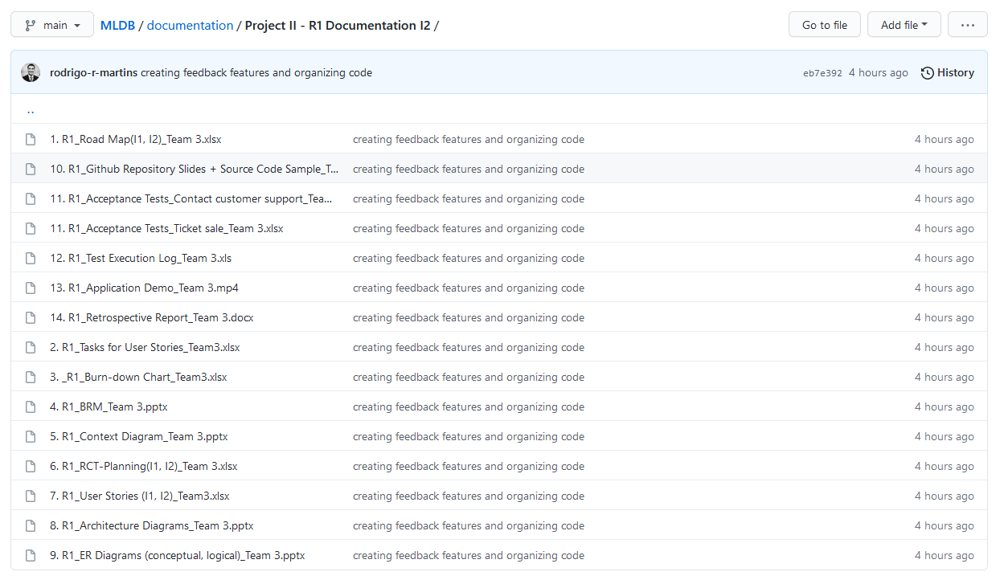 main MLDB / documentation / Project II - R1 Documentation I2 / Go to file Add file ...
rodrigo-r-martins creating feedback features and organizing code eb7e392 4 hours ago History
..
1. R1_Road Map(I1, I2)_Team 3.xlsx creating feedback features and organizing code 4 hours ago
10. R1_Github Repository Slides + Source Code Sample_T... creating feedback features and organizing code 4 hours ago
11. R1_Acceptance Tests_Contact customer support_Tea... creating feedback features and organizing code 4 hours ago
11. R1_Acceptance Tests_Ticket sale_Team 3.xlsx creating feedback features and organizing code 4 hours ago
12. R1_Test Execution Log_Team 3.xls creating feedback features and organizing code 4 hours ago
13. R1_Application Demo_Team 3.mp4 creating feedback features and organizing code 4 hours ago
14. R1_Retrospective Report_Team 3.docx creating feedback features and organizing code 4 hours ago
2. R1_Tasks for User Stories_Team3.xlsx creating feedback features and organizing code 4 hours ago
3. _R1_Burn-down Chart_Team3.xlsx creating feedback features and organizing code 4 hours ago
4. R1_BRM_Team 3.pptx creating feedback features and organizing code 4 hours ago
5. R1_Context Diagram_Team 3.pptx creating feedback features and organizing code 4 hours ago
6. R1_RCT-Planning(I1, I2)_Team 3.xlsx creating feedback features and organizing code 4 hours ago
7. R1_User Stories (I1, I2)_Team3.xlsx creating feedback features and organizing code 4 hours ago
8. R1_Architecture Diagrams_Team 3.pptx creating feedback features and organizing code 4 hours ago
9. R1_ER Diagrams (conceptual, logical)_Team 3.pptx creating feedback features and organizing code 4 hours ago